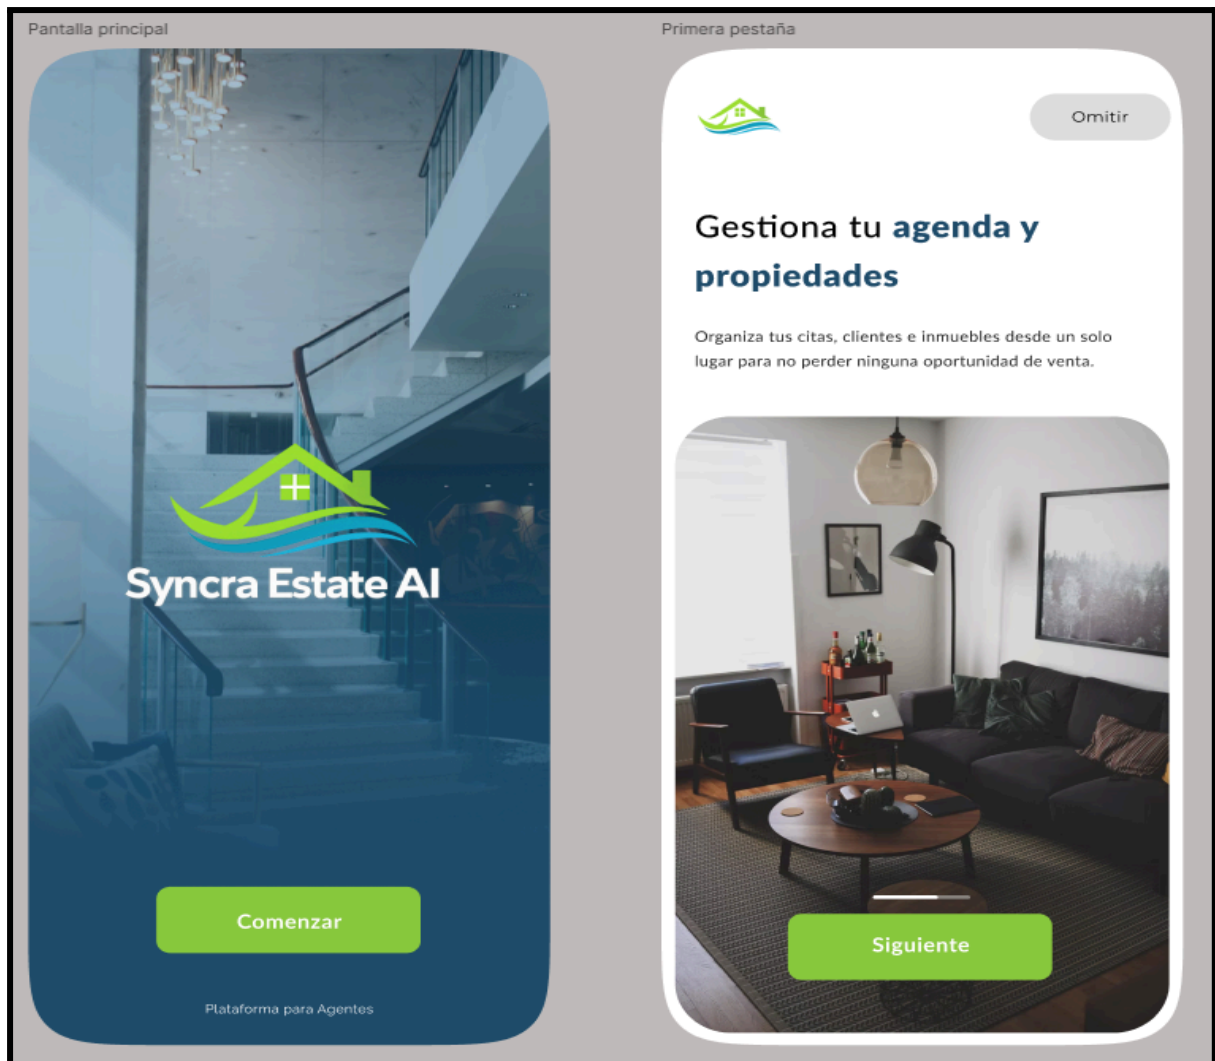 Pantalla principal
Syncra Estate AI
Comenzar
Plataforma para Agentes
Primera pestaña
Omitir
Gestiona tu agenda y
propiedades
Organiza tus citas, clientes e inmuebles desde un solo
lugar para no perder ninguna oportunidad de venta.
Siguiente